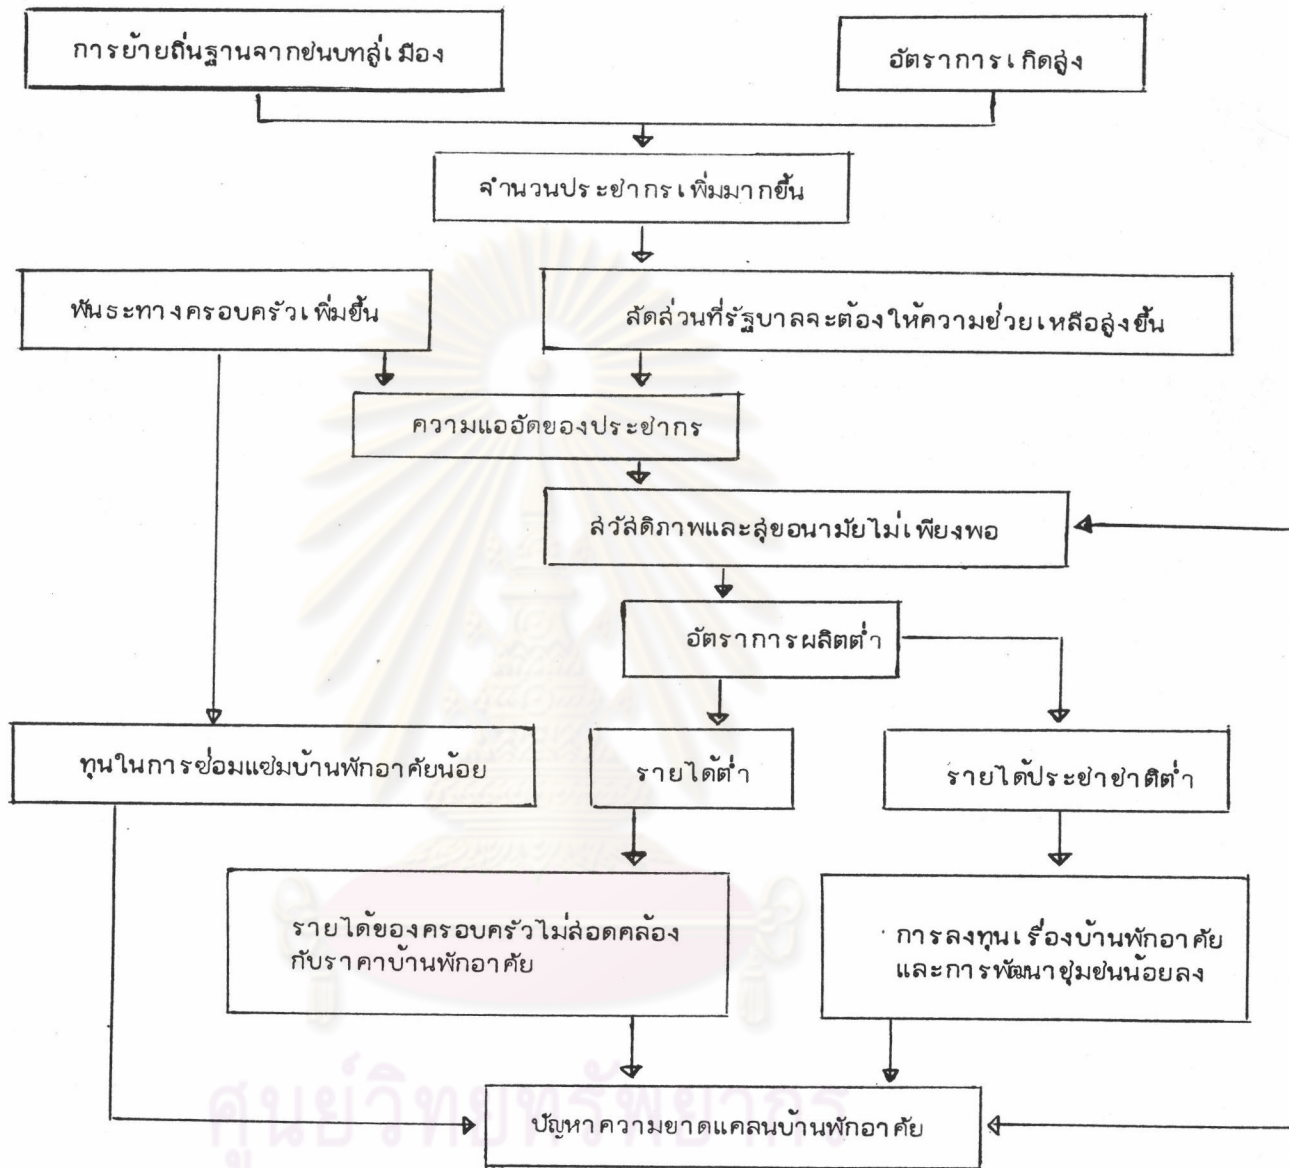 การย้ายถิ่นฐานจากชนบทสู่เมือง
อัตราการเกิดสูง
จำนวนประชากรเพิ่มมากขึ้น
พันธะทางครอบครัวเพิ่มขึ้น
สัดส่วนที่รัฐบาลจะต้องให้ความช่วยเหลือสูงขึ้น
ความแออัดของประชากร
สวัสดิภาพและสุขอนามัยไม่เพียงพอ
อัตราการผลิตต่ำ
ทุนในการซ่อมแซมบ้านพักอาศัยน้อย
รายได้ต่ำ
รายได้ประชาชาติต่ำ
รายได้ของครอบครัวไม่สอดคล้อง
กับราคาบ้านพักอาศัย
การลงทุนเรื่องบ้านพักอาศัย
และการพัฒนาชุมชนน้อยลง
ศูนย์วิทยทรัพยากร
ปัญหาความขาดแคลนบ้านพักอาศัย